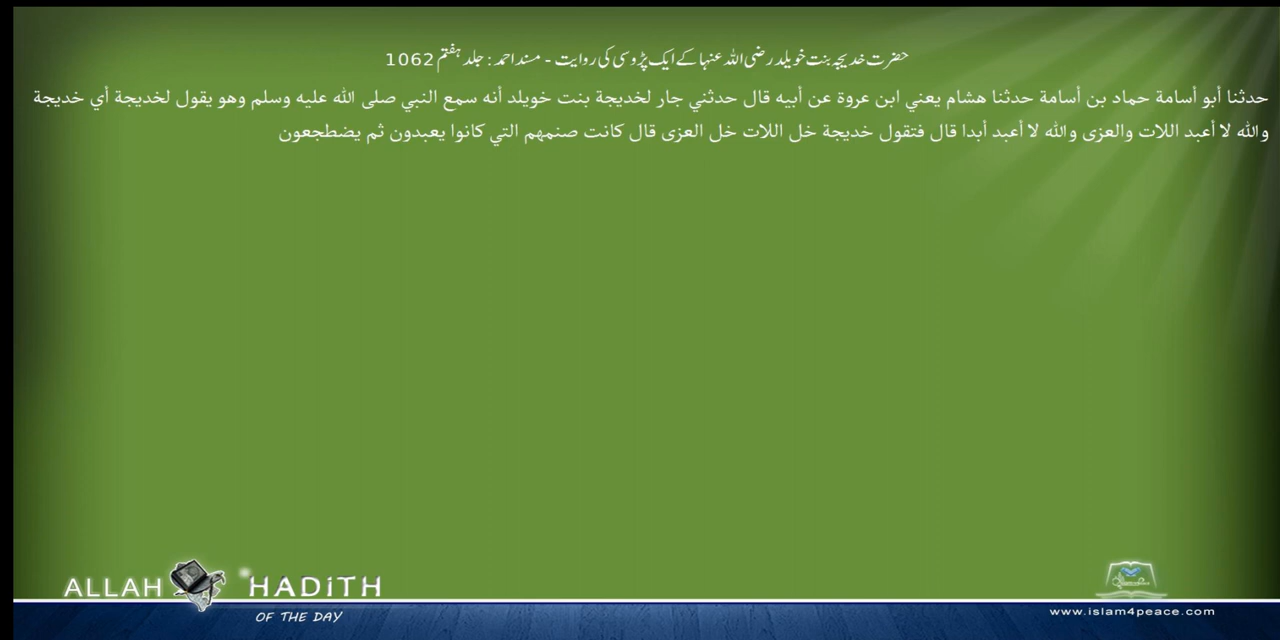 حضرت خدیجہ بنت خویلد رضی اللہ عنہا کے ایک پڑوسی کی روایت - مسند احمد : جلد ہفتم 1062
حدثنا أبو أسامة حماد بن أسامة حدثنا هشام يعني ابن عروة عن أبيه قال حدثني جار لخديجة بنت خويلد أنه سمع النبي صلى الله عليه وسلم وهو يقول لخديجة أي خديجة
والله لا أعبد اللات والعزى والله لا أعبد أبدا قال فتقول خديجة خل اللات خل العزى قال كانت صنمهم التي كانوا يعبدون ثم يضطجعون
ALLAH HADITH
OF THE DAY
www.islam4peace.com